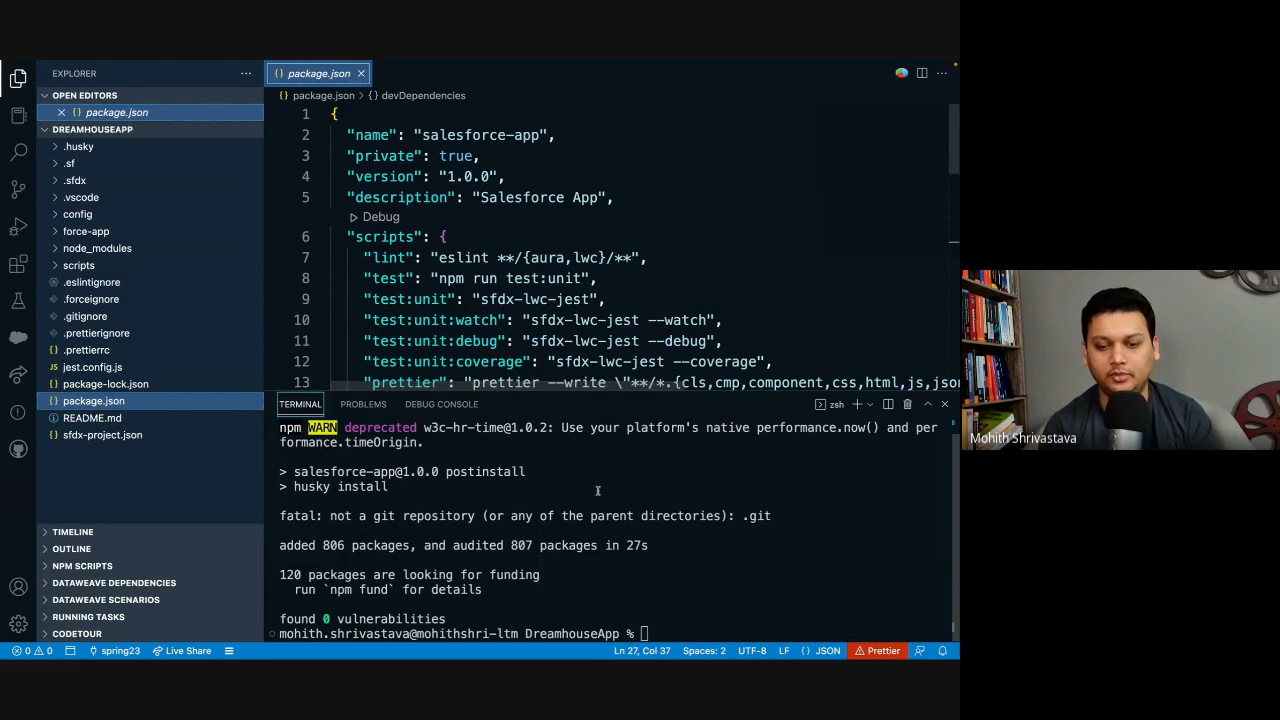 EXPLORER
OPEN EDITORS
package.json
DREAMHOUSEAPP
.husky
.sf
.sfdx
.vscode
config
force-app
node_modules
scripts
.eslintignore
.forceignore
.gitignore
.prettierignore
.prettierrc
jest.config.js
package-lock.json
package.json
README.md
sfdx-project.json
TIMELINE
OUTLINE
NPM SCRIPTS
DATAWEAVE DEPENDENCIES
DATAWEAVE SCENARIOS
RUNNING TASKS
CODETOUR
{} package.json
{} package.json > {} devDependencies
1 {
2 "name": "salesforce-app",
3 "private": true,
4 "version": "1.0.0",
5 "description": "Salesforce App",
Debug
6 "scripts": {
7 "lint": "eslint **/{aura,lwc}/**",
8 "test": "npm run test:unit",
9 "test:unit": "sfdx-lwc-jest",
10 "test:unit:watch": "sfdx-lwc-jest --watch",
11 "test:unit:debug": "sfdx-lwc-jest --debug",
12 "test:unit:coverage": "sfdx-lwc-jest --coverage",
13 "prettier": "prettier --write \"**/*.{cls,cmp,component,css,html,js,json
TERMINAL PROBLEMS DEBUG CONSOLE zsh
npm WARN deprecated w3c-hr-time@1.0.2: Use your platform's native performance.now() and per
formance.timeOrigin.
> salesforce-app@1.0.0 postinstall
> husky install
fatal: not a git repository (or any of the parent directories): .git
added 806 packages, and audited 807 packages in 27s
120 packages are looking for funding
run `npm fund` for details
found 0 vulnerabilities
mohith.shrivastava@mohithshri-ltm DreamhouseApp %
0 0 spring23 Live Share Ln 27, Col 37 Spaces: 2 UTF-8 LF {} JSON Prettier
Mohith Shrivastava